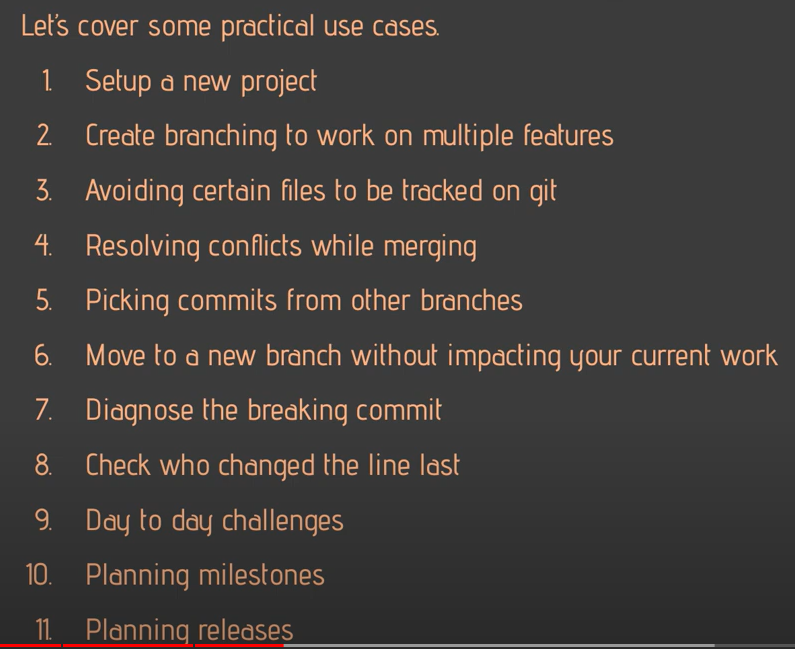 Let's cover some practical use cases.
1. Setup a new project
2. Create branching to work on multiple features
3. Avoiding certain files to be tracked on git
4. Resolving conflicts while merging
5. Picking commits from other branches
6. Move to a new branch without impacting your current work
7. Diagnose the breaking commit
8. Check who changed the line last
9. Day to day challenges
10. Planning milestones
11. Planning releases